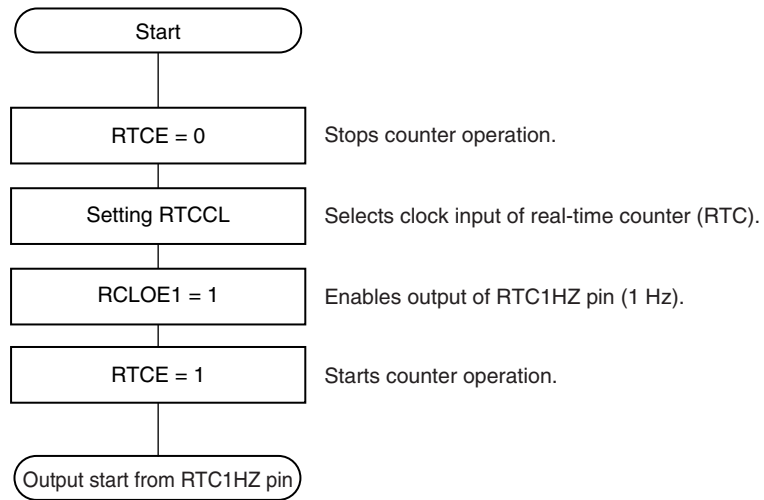 Start
RTCE = 0
Stops counter operation.
Setting RTCCL
Selects clock input of real-time counter (RTC).
RCLOE1 = 1
Enables output of RTC1HZ pin (1 Hz).
RTCE = 1
Starts counter operation.
Output start from RTC1HZ pin